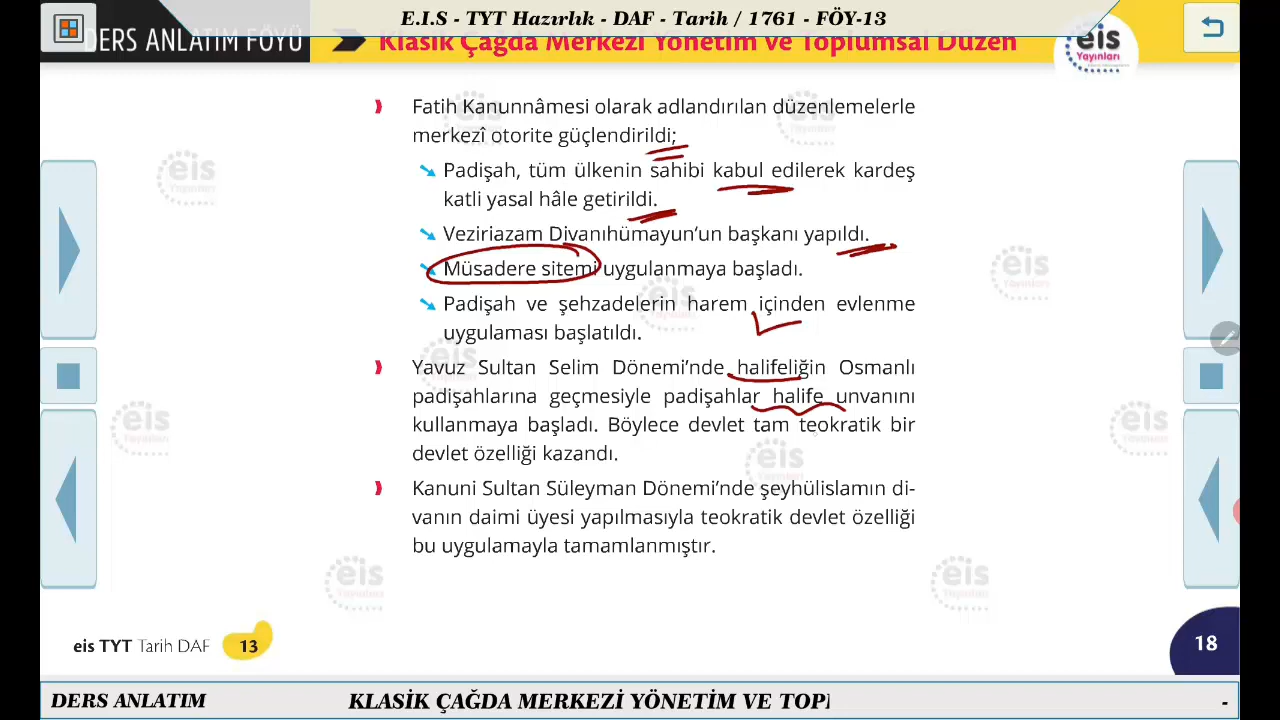 E.I.S - TYT Hazırlık - DAF - Tarih / 1761 - FÖY-13
DERS ANLATIM FÖYÜ
Klasik Çağda Merkezî Yönetim ve Toplumsal Düzen
eis
Yayınları
Fatih Kanunnâmesi olarak adlandırılan düzenlemelerle
merkezî otorite güçlendirildi;
Padişah, tüm ülkenin sahibi kabul edilerek kardeş
katli yasal hâle getirildi.
Veziriazam Divanıhümayun'un başkanı yapıldı.
Müsadere sitemi uygulanmaya başladı.
Padişah ve şehzadelerin harem içinden evlenme
uygulaması başlatıldı.
Yavuz Sultan Selim Dönemi'nde halifeliğin Osmanlı
padişahlarına geçmesiyle padişahlar halife unvanını
kullanmaya başladı. Böylece devlet tam teokratik bir
devlet özelliği kazandı.
Kanuni Sultan Süleyman Dönemi'nde şeyhülislamın di-
vanın daimi üyesi yapılmasıyla teokratik devlet özelliği
bu uygulamayla tamamlanmıştır.
eis TYT Tarih DAF 13
18
DERS ANLATIM
KLASİK ÇAĞDA MERKEZİ YÖNETİM VE TOPI
-